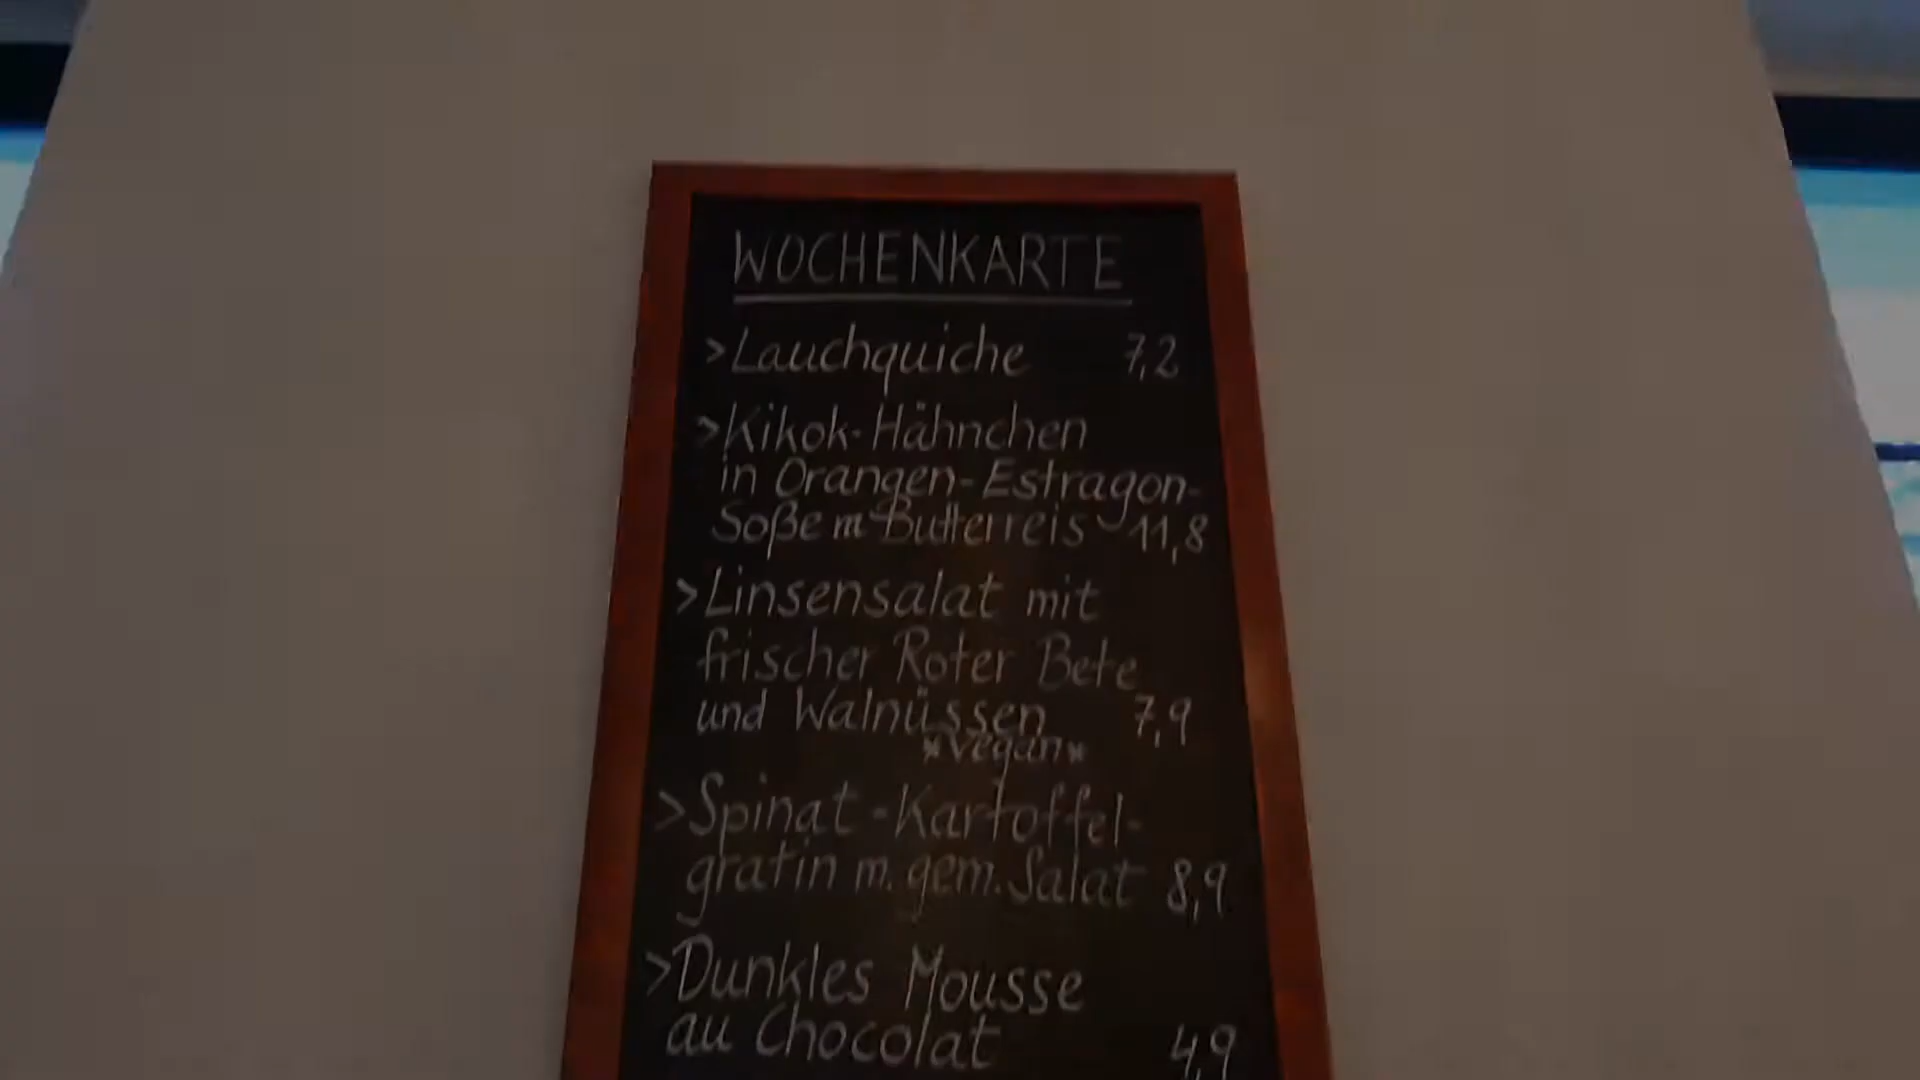 WOCHENKARTE
>Lauchquiche 7,2
>Kikok-Hähnchen
in Orangen-Estragon-
Soße m Butterreis 11,8
>Linsensalat mit
frischer Roter Bete
und Walnüssen 7,9
*Vegan*
>Spinat-Kartoffel-
gratin m. gem. Salat 8,9
>Dunkles Mousse
au Chocolat 4,9